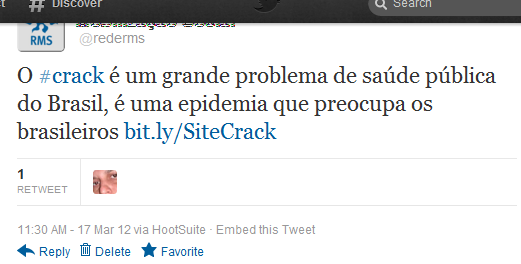 # Discover
Search
RMS
@rederms
O #crack é um grande problema de saúde pública
do Brasil, é uma epidemia que preocupa os
brasileiros bit.ly/SiteCrack
1
RETWEET
11:30 AM - 17 Mar 12 via HootSuite · Embed this Tweet
Reply Delete Favorite